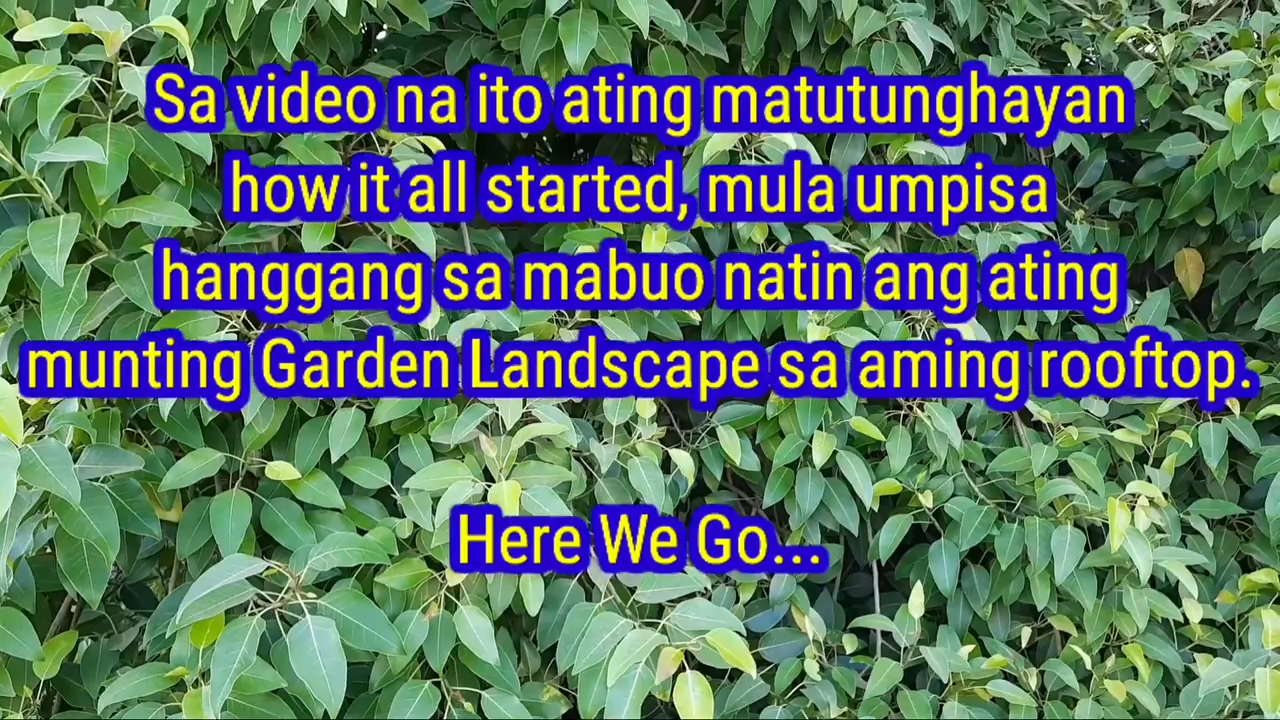 Sa video na ito ating matutunghayan
how it all started, mula umpisa
hanggang sa mabuo natin ang ating
munting Garden Landscape sa aming rooftop.
Here We Go...